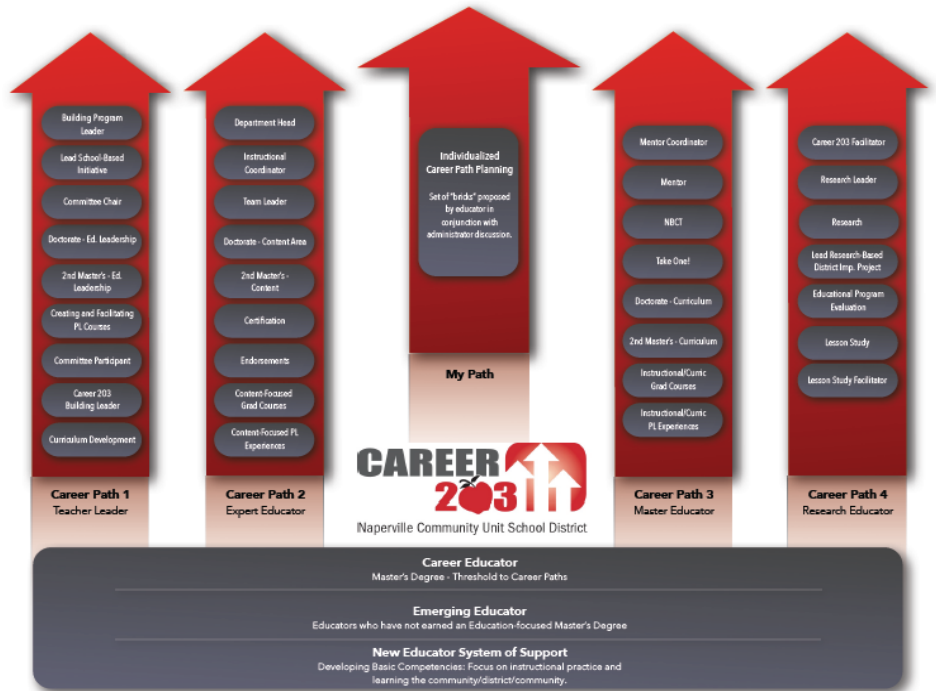 Building Program
Leader
Lead School-Based
Initiative
Committee Chair
Doctorate - Ed. Leadership
2nd Master's - Ed.
Leadership
Creating and Facilitating
PL Courses
Committee Participant
Career 203
Building Leader
Curriculum Development
Career Path 1
Teacher Leader
Department Head
Instructional
Coordinator
Team Leader
Doctorate - Content Area
2nd Master's -
Content
Certification
Endorsements
Content-Focused
Grad Courses
Content-Focused PL
Experiences
Career Path 2
Expert Educator
Individualized
Career Path Planning
Set of "bricks" proposed
by educator in
conjunction with
administrator discussion.
My Path
CAREER
203
Naperville Community Unit School District
Mentor Coordinator
Mentor
NBCT
Take One!
Doctorate - Curriculum
2nd Master's - Curriculum
Instructional/Curric
Grad Courses
Instructional/Curric
PL Experiences
Career Path 3
Master Educator
Career 203 Facilitator
Research Leader
Research
Lead Research-Based
District Imp. Project
Educational Program
Evaluation
Lesson Study
Lesson Study Facilitator
Career Path 4
Research Educator
Career Educator
Master's Degree - Threshold to Career Paths
Emerging Educator
Educators who have not earned an Education-focused Master's Degree
New Educator System of Support
Developing Basic Competencies: Focus on instructional practice and
learning the community/district/community.